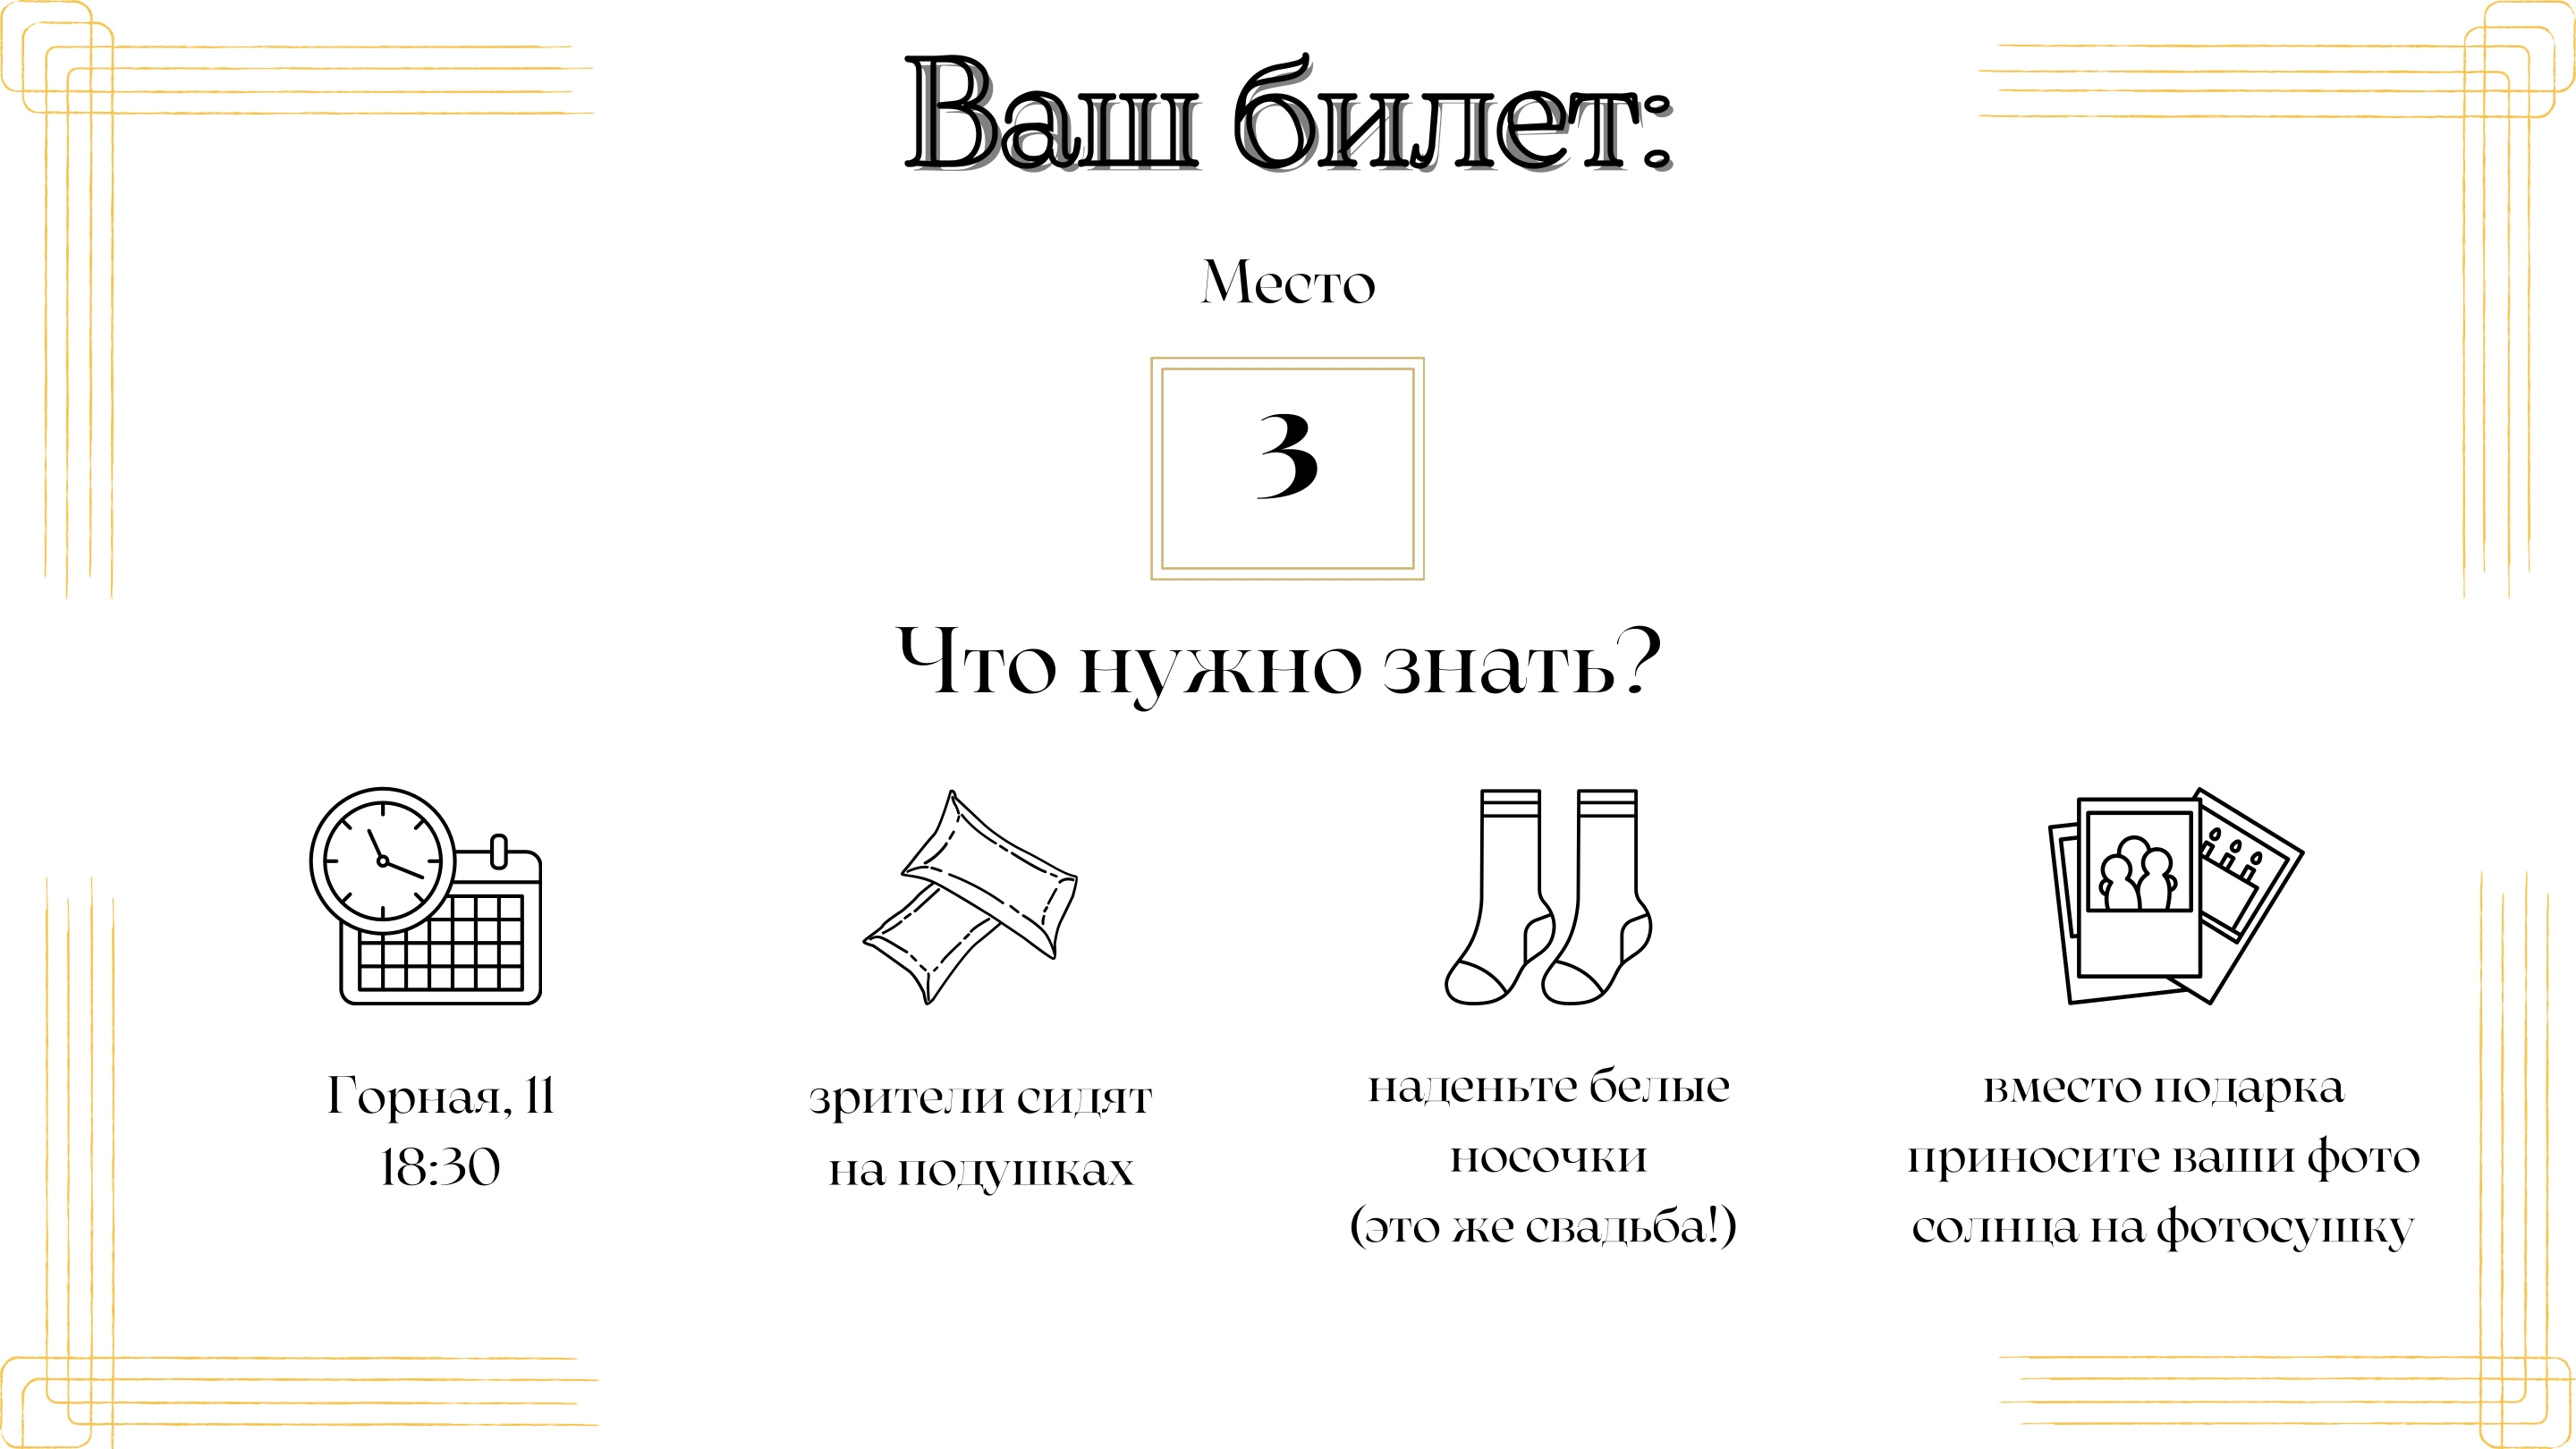 Ваш билет:
Место
3
Что нужно знать?
Горная, 11
18:30
зрители сидят
на подушках
наденьте белые
носочки
(это же свадьба!)
вместо подарка
приносите ваши фото
солнца на фотосушку